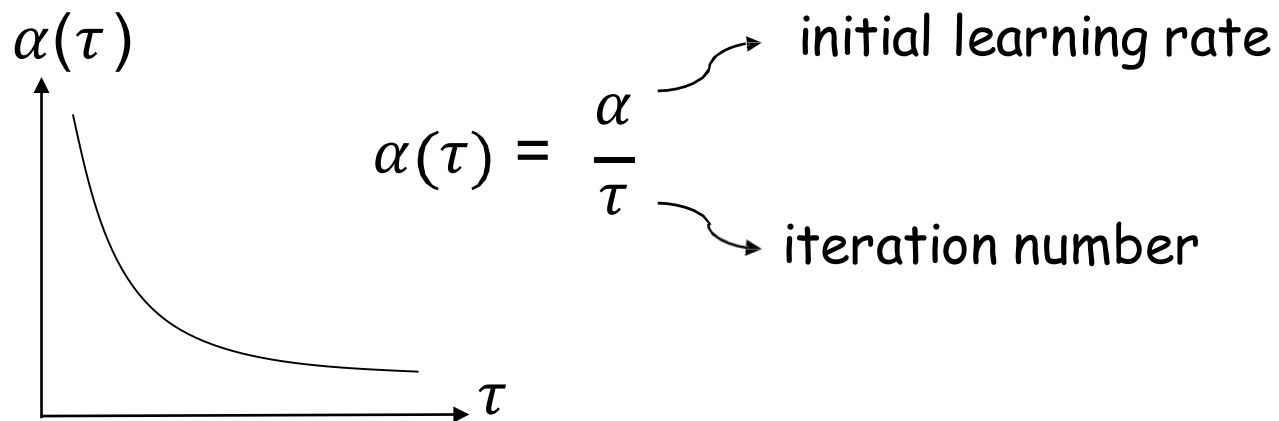 α(τ)
α(τ) = α/τ
initial learning rate
iteration number
τ